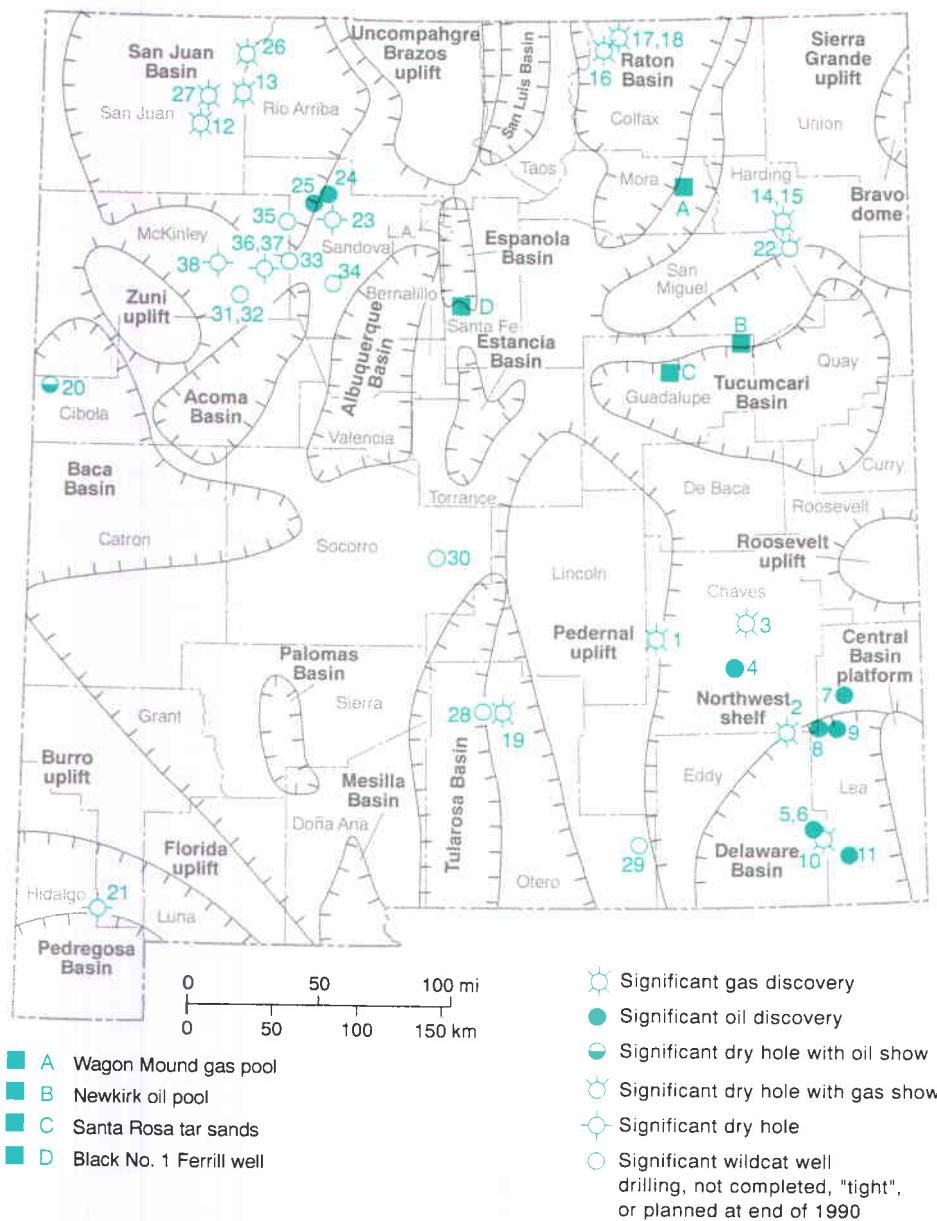 San Juan
Basin
26
Uncompahgre
Brazos
uplift
San Luis Basin
17,18
Raton
Basin
16
Sierra
Grande
uplift
27
13
San Juan
Rio Arriba
12
Colfax
Union
Taos
Mora
Harding
A
14,15
Bravo
dome
25
24
35
23
L.A.
Sandoval
McKinley
36,37
33
38
34
31,32
Espanola
Basin
San
Miguel
22
Bernalillo
D
Santa Fe
Zuni
uplift
Albuquerque
Basin
Estancia
Basin
B
Quay
C
Tucumcari
Basin
Guadalupe
20
Cibola
Acoma
Basin
Valencia
Curry
Baca
Basin
Torrance
De Baca
Roosevelt
Catron
Socorro
30
Roosevelt
uplift
Lincoln
Chaves
3
Pedernal
uplift
1
Central
Basin
platform
Palomas
Basin
4
7
Sierra
Northwest
shelf
2
Grant
28
19
8
9
Burro
uplift
Mesilla
Basin
Tularosa Basin
Eddy
Lea
Doña Ana
5,6
Florida
uplift
29
Delaware
Basin
10
11
Hidalgo
21
Luna
Otero
Pedregosa
Basin
0 50 100 mi
0 50 100 150 km
A Wagon Mound gas pool
B Newkirk oil pool
C Santa Rosa tar sands
D Black No. 1 Ferrill well
Significant gas discovery
Significant oil discovery
Significant dry hole with oil show
Significant dry hole with gas show
Significant dry hole
Significant wildcat well
drilling, not completed, "tight",
or planned at end of 1990